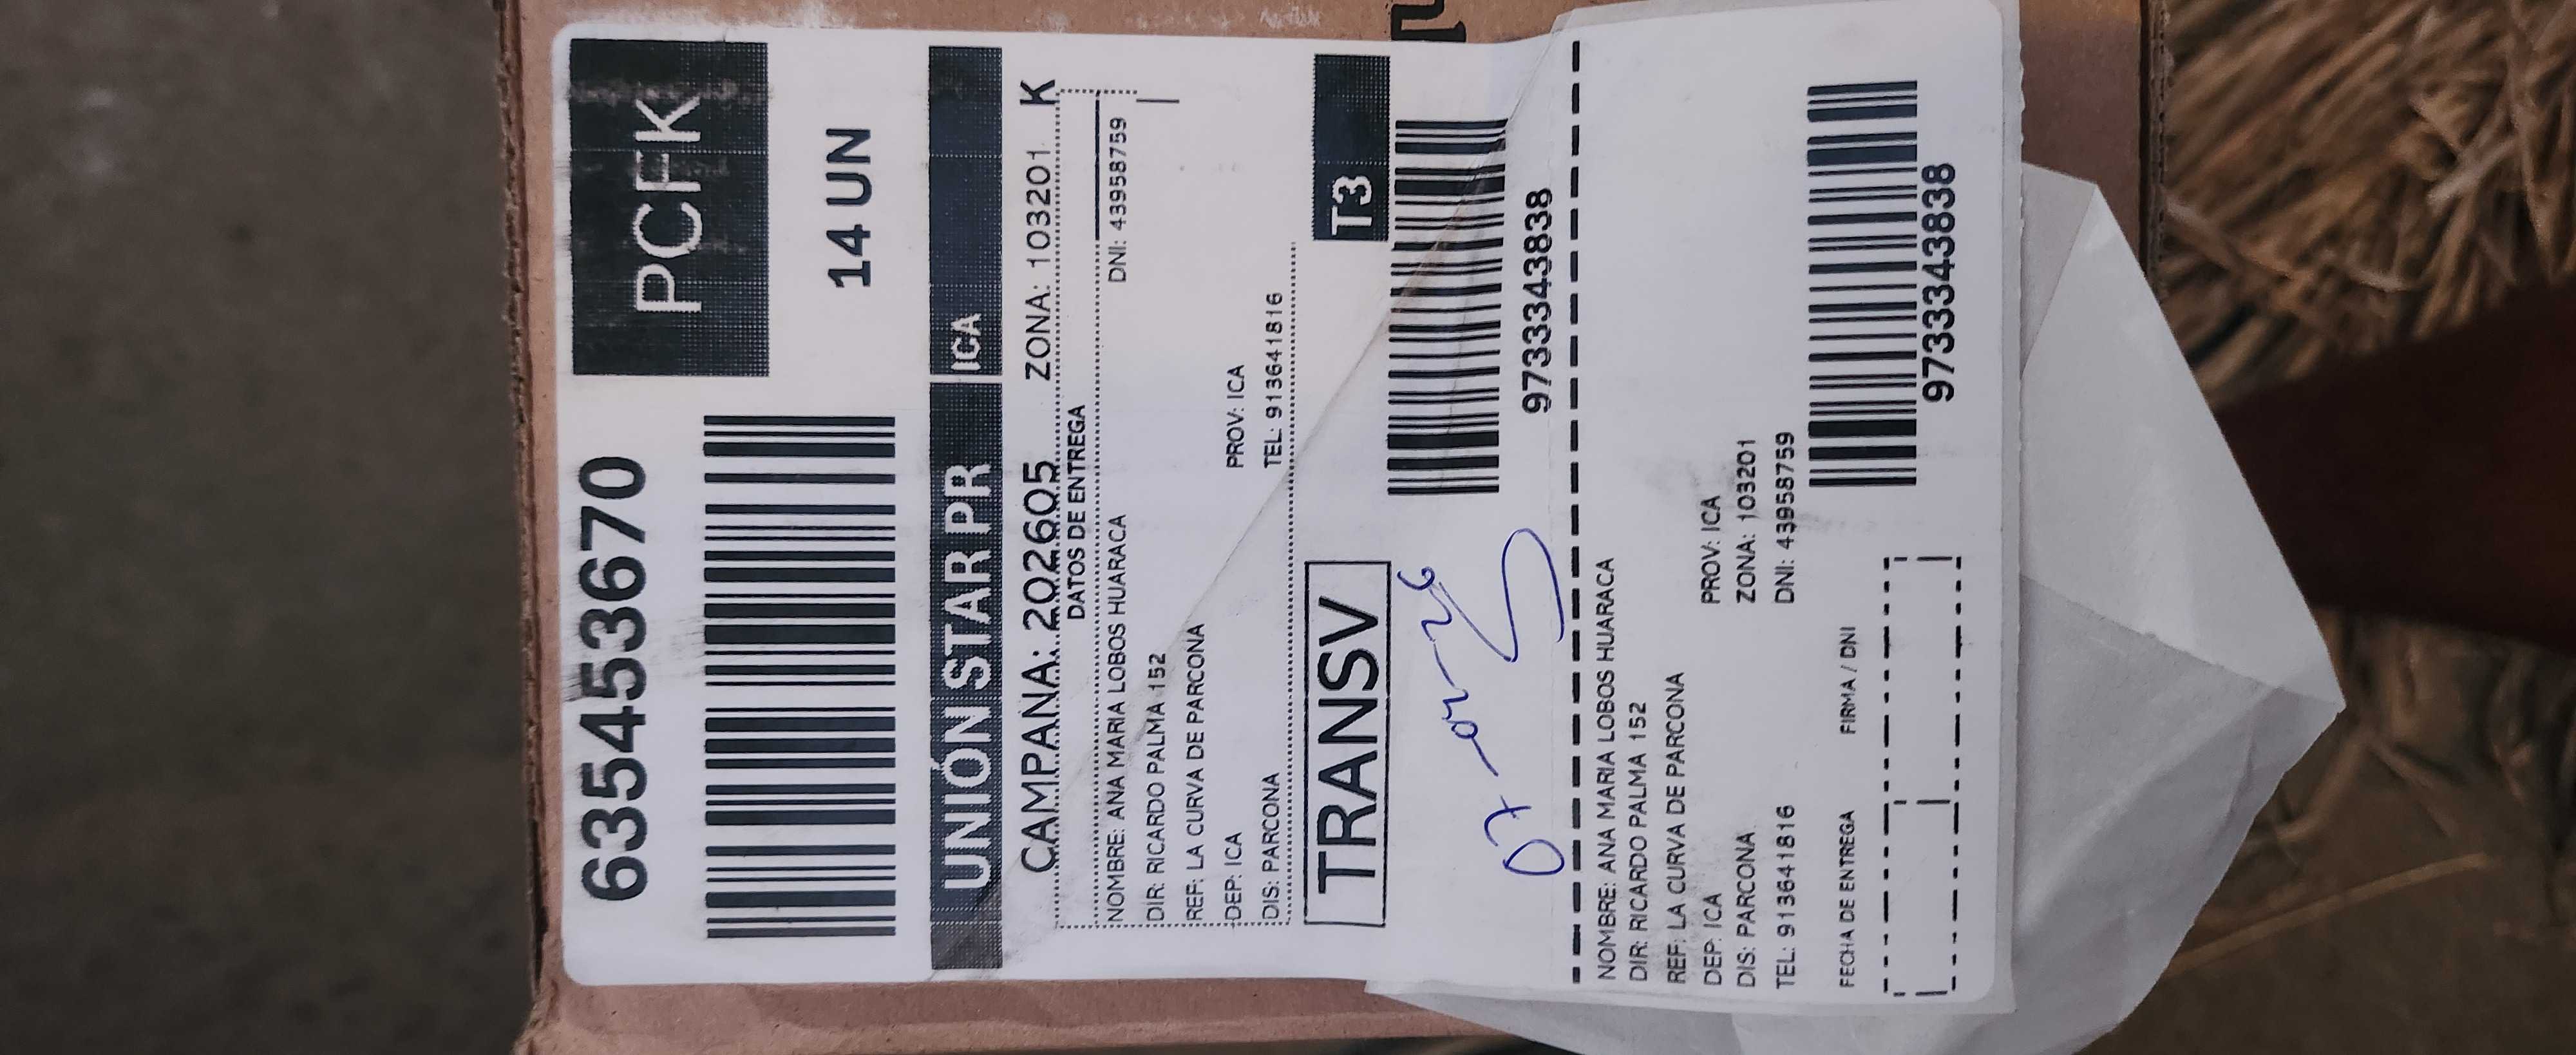 6354453670
PCFK
14 UN
UNIÓN STAR PR ICA
CAMPANA: 202605 ZONA: 103201 K
DATOS DE ENTREGA
NOMBRE: ANA MARIA LOBOS HUARACA DNI: 43958759
DIR: RICARDO PALMA 152
REF: LA CURVA DE PARCONA
DEP: ICA PROV: ICA
DIS: PARCONA TEL: 913641816
TRANSV T3
9733343838
NOMBRE: ANA MARIA LOBOS HUARACA
DIR: RICARDO PALMA 152
REF: LA CURVA DE PARCONA
DEP: ICA PROV: ICA
DIS: PARCONA ZONA: 103201
TEL: 913641816 DNI: 43958759
FECHA DE ENTREGA FIRMA / DNI
9733343838